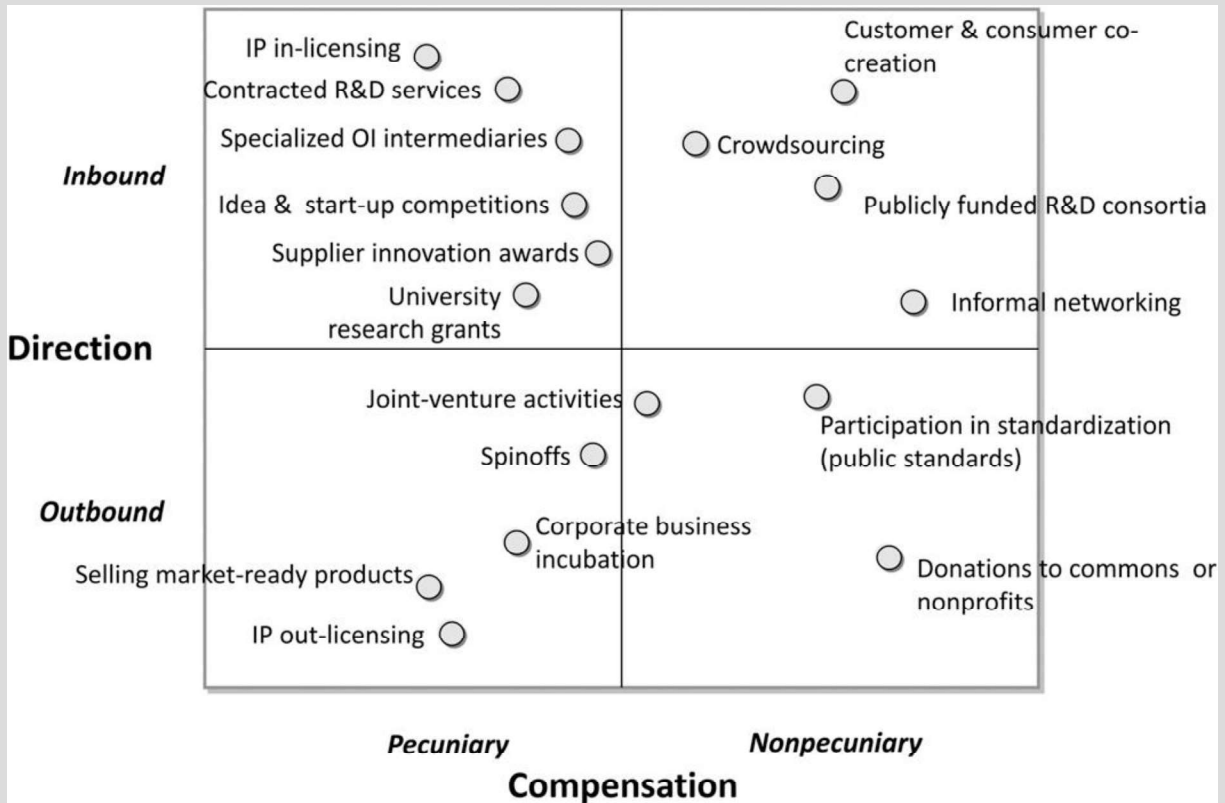 Customer & consumer co-
creation
IP in-licensing
Contracted R&D services
Specialized OI intermediaries
Crowdsourcing
Inbound
Publicly funded R&D consortia
Idea & start-up competitions
Supplier innovation awards
University
research grants
Informal networking
Direction
Joint-venture activities
Participation in standardization
(public standards)
Spinoffs
Outbound
Corporate business
incubation
Selling market-ready products
Donations to commons or
nonprofits
IP out-licensing
Pecuniary
Nonpecuniary
Compensation